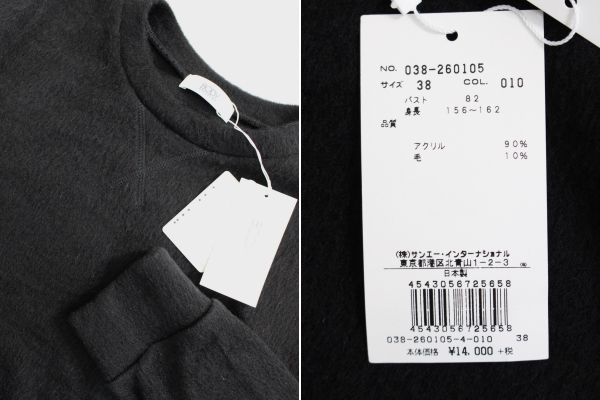 NO. 038-260105
サイズ 38 COL. 010
バスト 82
身長 156~162
品質
アクリル 90%
毛 10%
(株)サンエー・インターナショナル
東京都港区北青山1-2-3
日本製
4543056725658
4543056725658
038-260105-4-010 38
本体価格 ¥14,000 +税